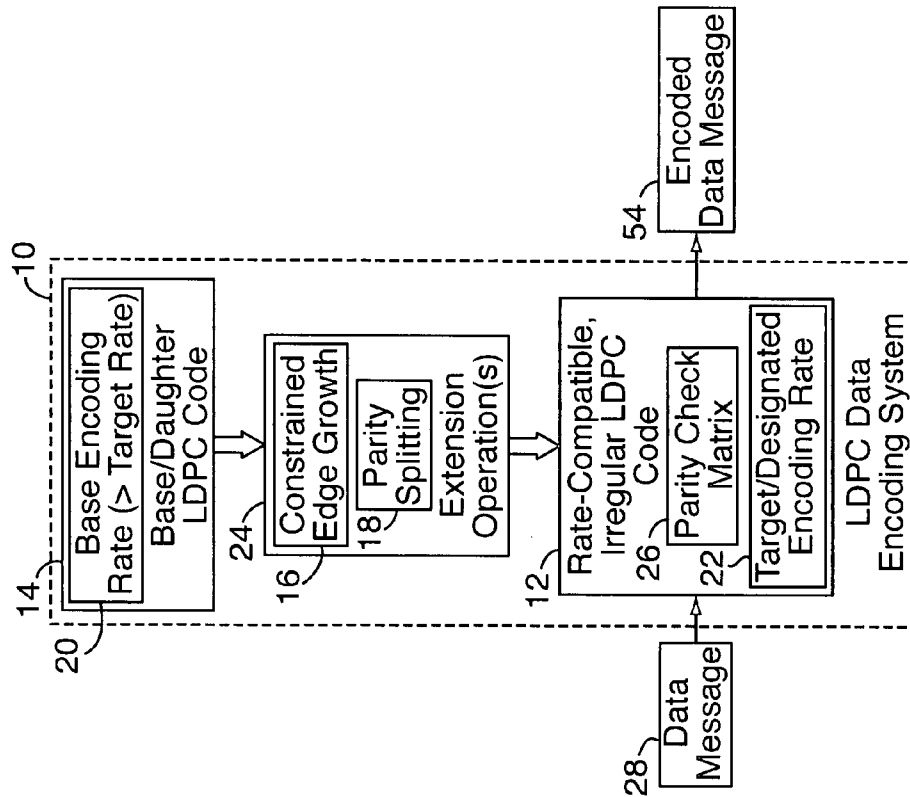 10
14
Base Encoding
Rate (> Target Rate)
20
Base/Daughter
LDPC Code
24
Constrained
Edge Growth
16
18
Parity
Splitting
Extension
Operation(s)
12
Rate-Compatible,
Irregular LDPC
Code
26
Parity Check
Matrix
22
Target/Designated
Encoding Rate
LDPC Data
Encoding System
28
Data
Message
54
Encoded
Data Message